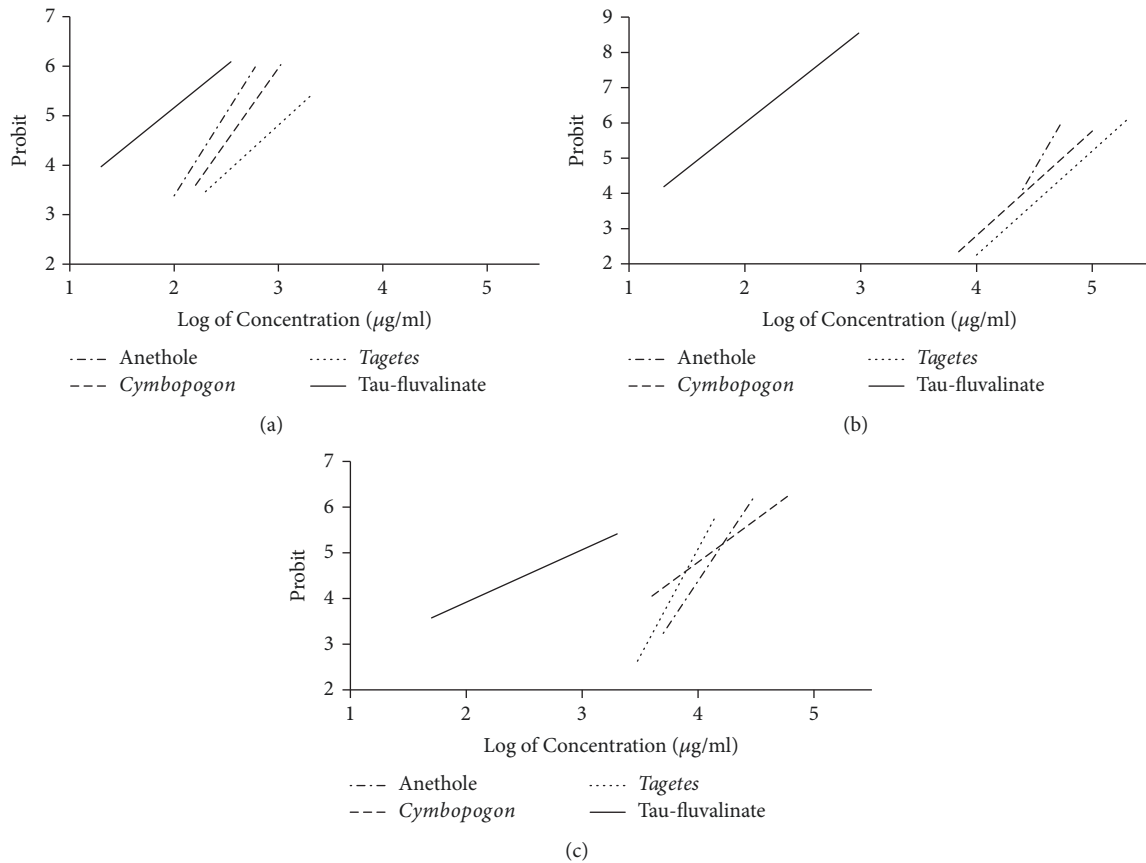 7
6
5
4
3
2
Probit
1 2 3 4 5
Log of Concentration (μg/ml)
Anethole
Cymbopogon
Tagetes
Tau-fluvalinate
(a)
9
8
7
6
5
4
3
2
Probit
1 2 3 4 5
Log of Concentration (μg/ml)
Anethole
Cymbopogon
Tagetes
Tau-fluvalinate
(b)
7
6
5
4
3
2
Probit
1 2 3 4 5
Log of Concentration (μg/ml)
Anethole
Cymbopogon
Tagetes
Tau-fluvalinate
(c)